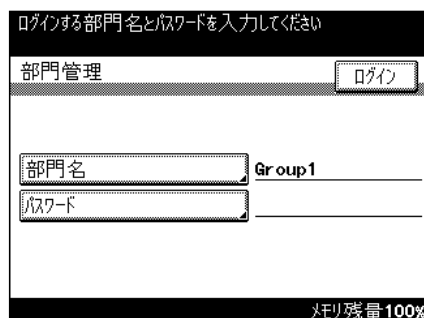 ﾛｸﾞｲﾝする部門名とﾊﾟｽﾜｰﾄﾞを入力してください
部門管理
ﾛｸﾞｲﾝ
部門名 Group1
ﾊﾟｽﾜｰﾄﾞ
ﾒﾓﾘ残量100%